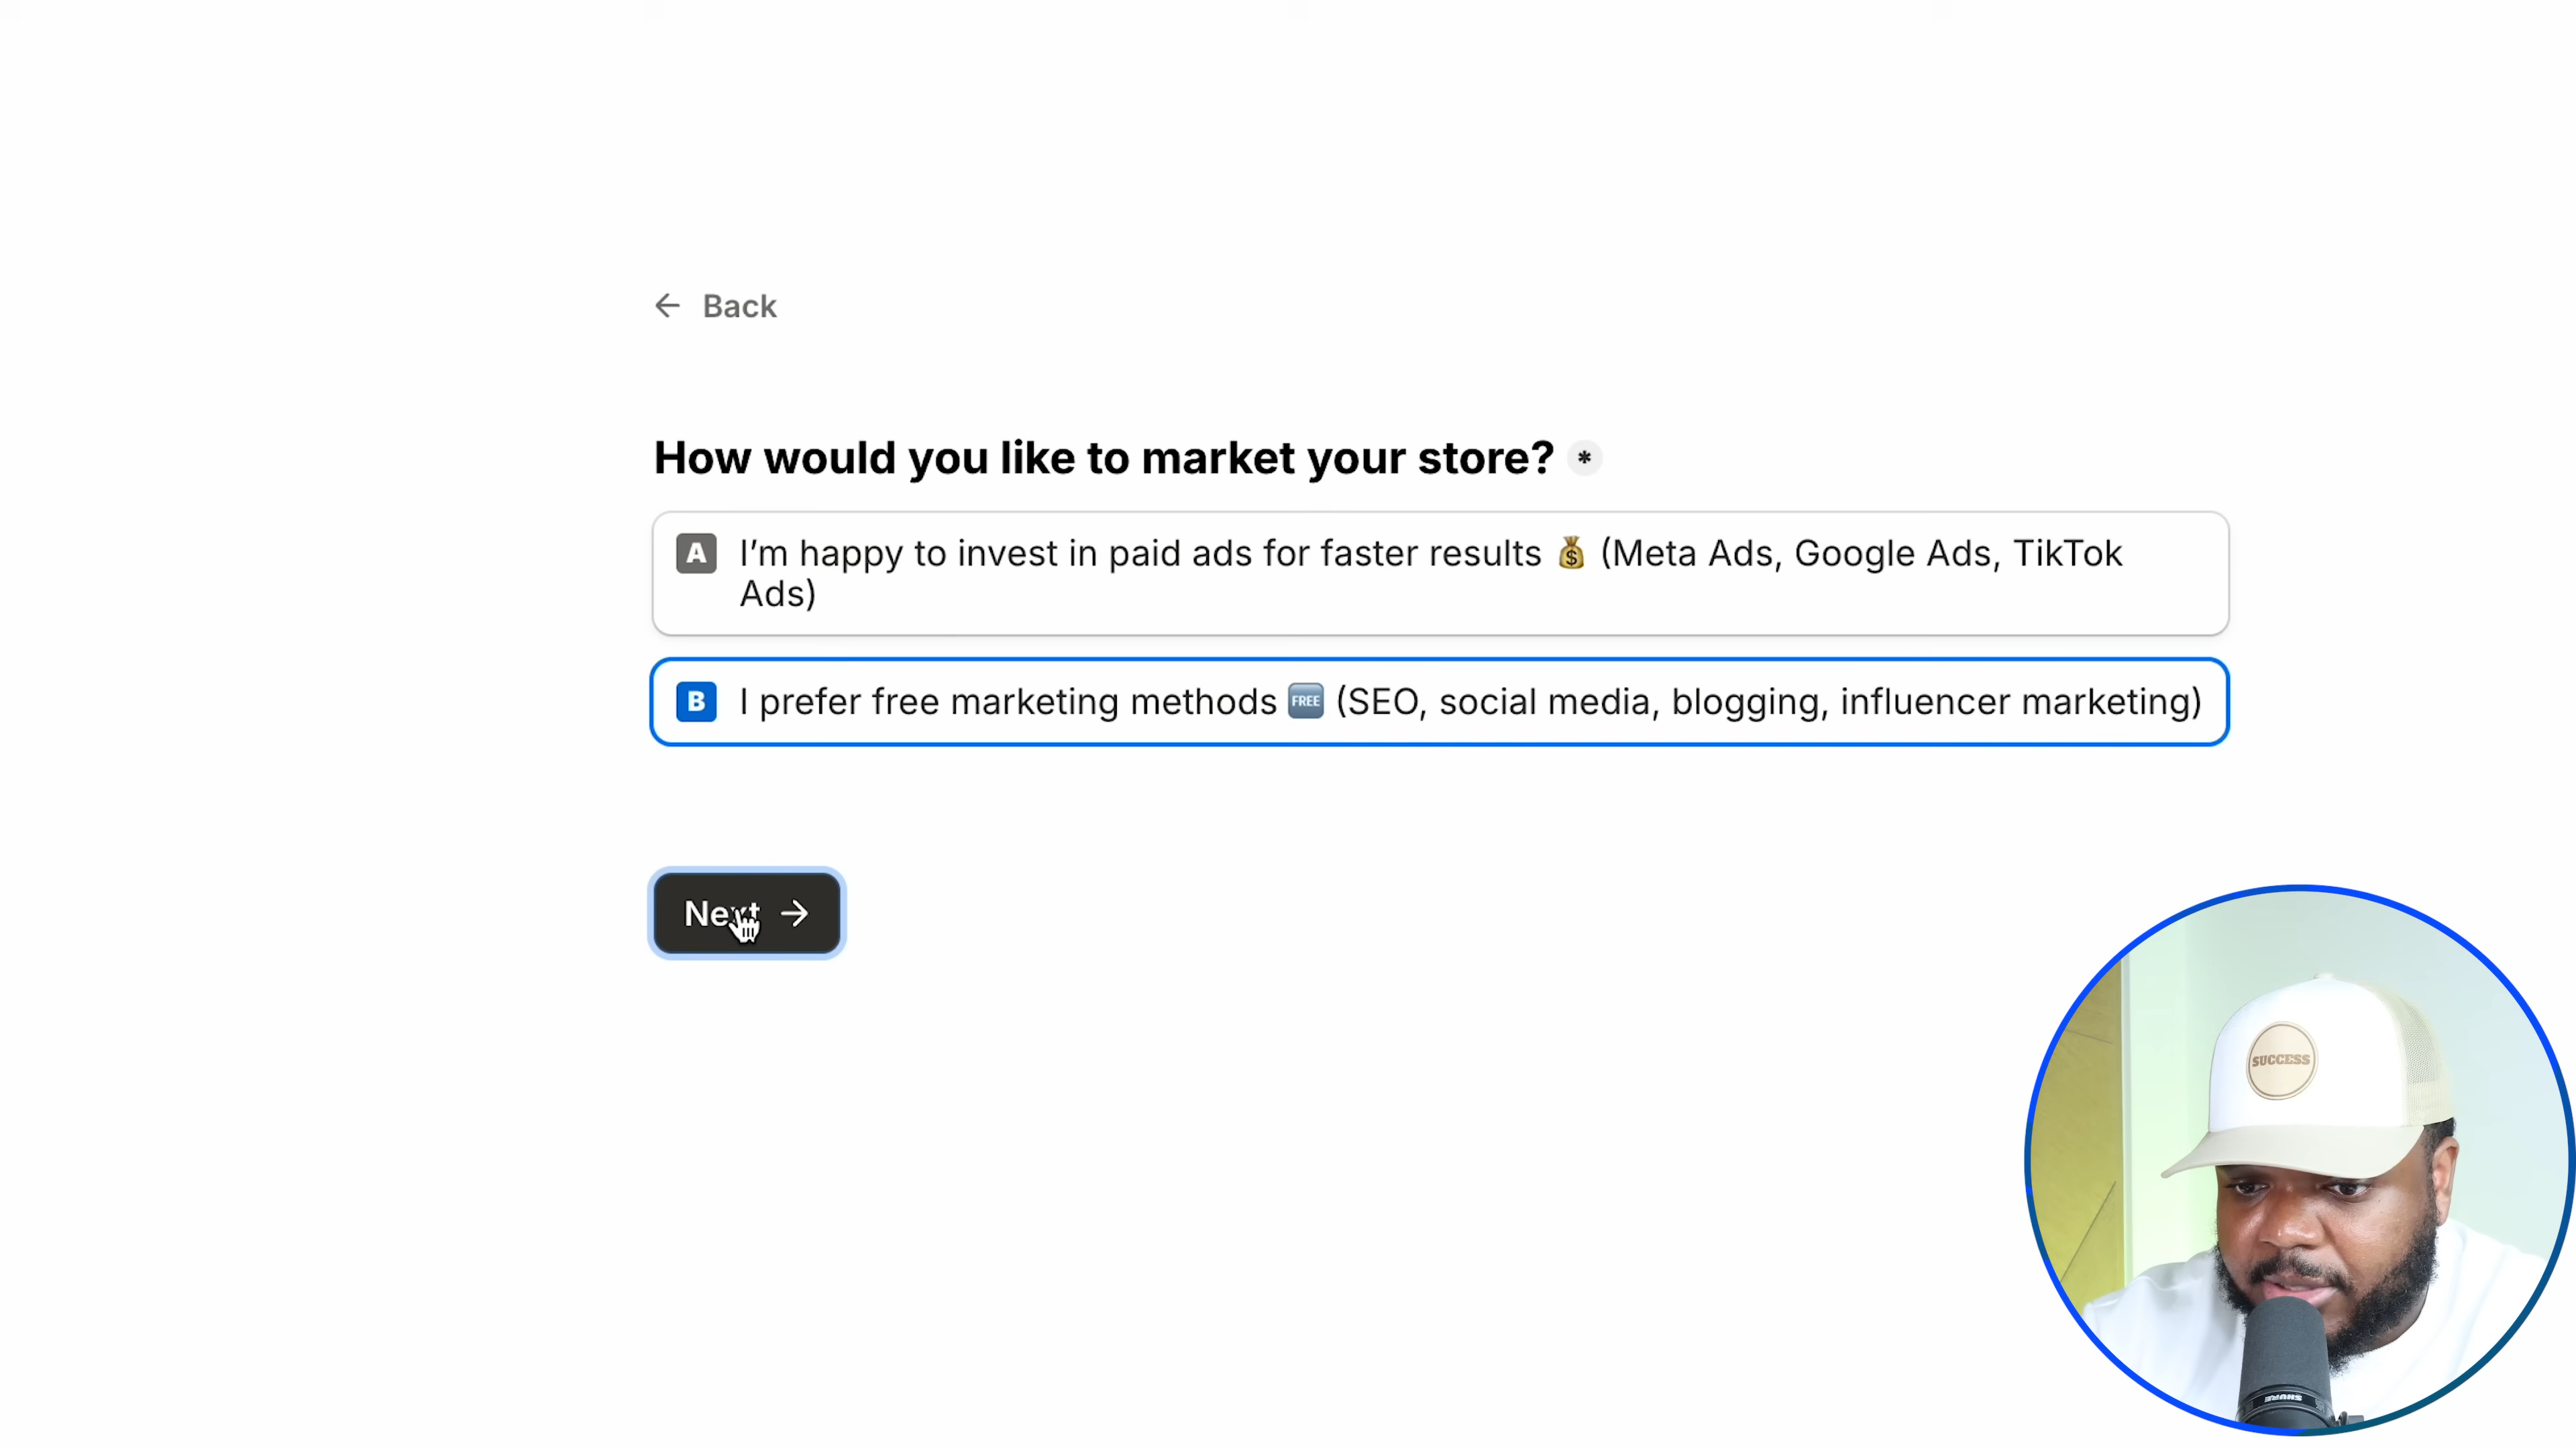 ← Back
How would you like to market your store? *
A I’m happy to invest in paid ads for faster results 💰 (Meta Ads, Google Ads, TikTok
Ads)
B I prefer free marketing methods 🆓 (SEO, social media, blogging, influencer marketing)
Next →
SUCCESS
SHURE